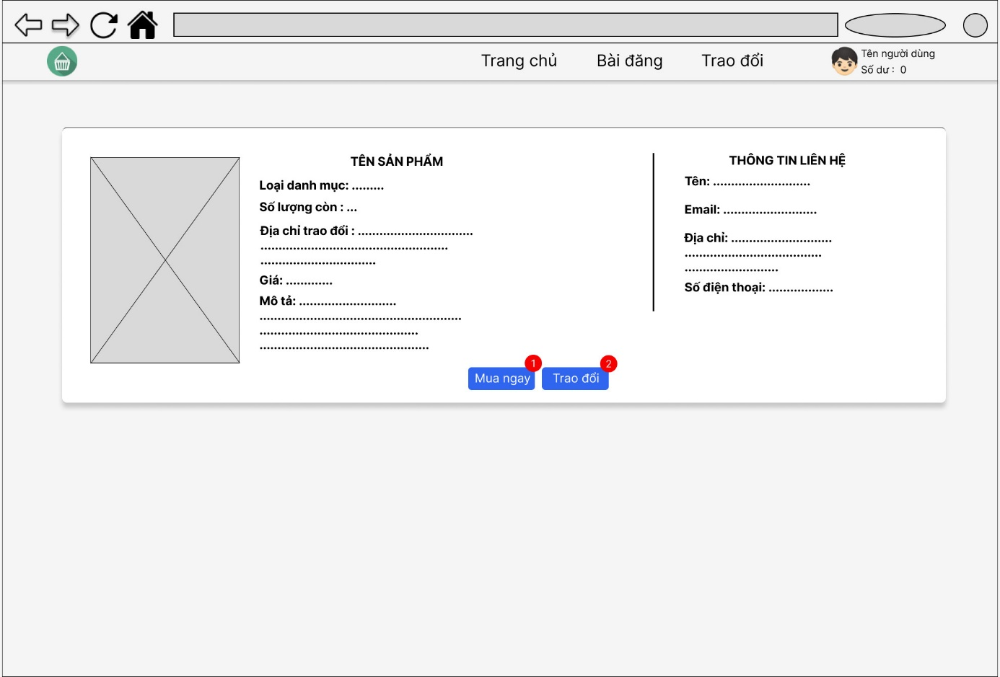 Trang chủ
Bài đăng
Trao đổi
Tên người dùng
Số dư : 0
TÊN SẢN PHẨM
Loại danh mục: .........
Số lượng còn : ...
Địa chỉ trao đổi : ................................
....................................................
................................
Giá: .............
Mô tả: ...........................
........................................................
............................................
...............................................
THÔNG TIN LIÊN HỆ
Tên: ...........................
Email: ..........................
Địa chỉ: ............................
......................................
..........................
Số điện thoại: ..................
1
Mua ngay
2
Trao đổi